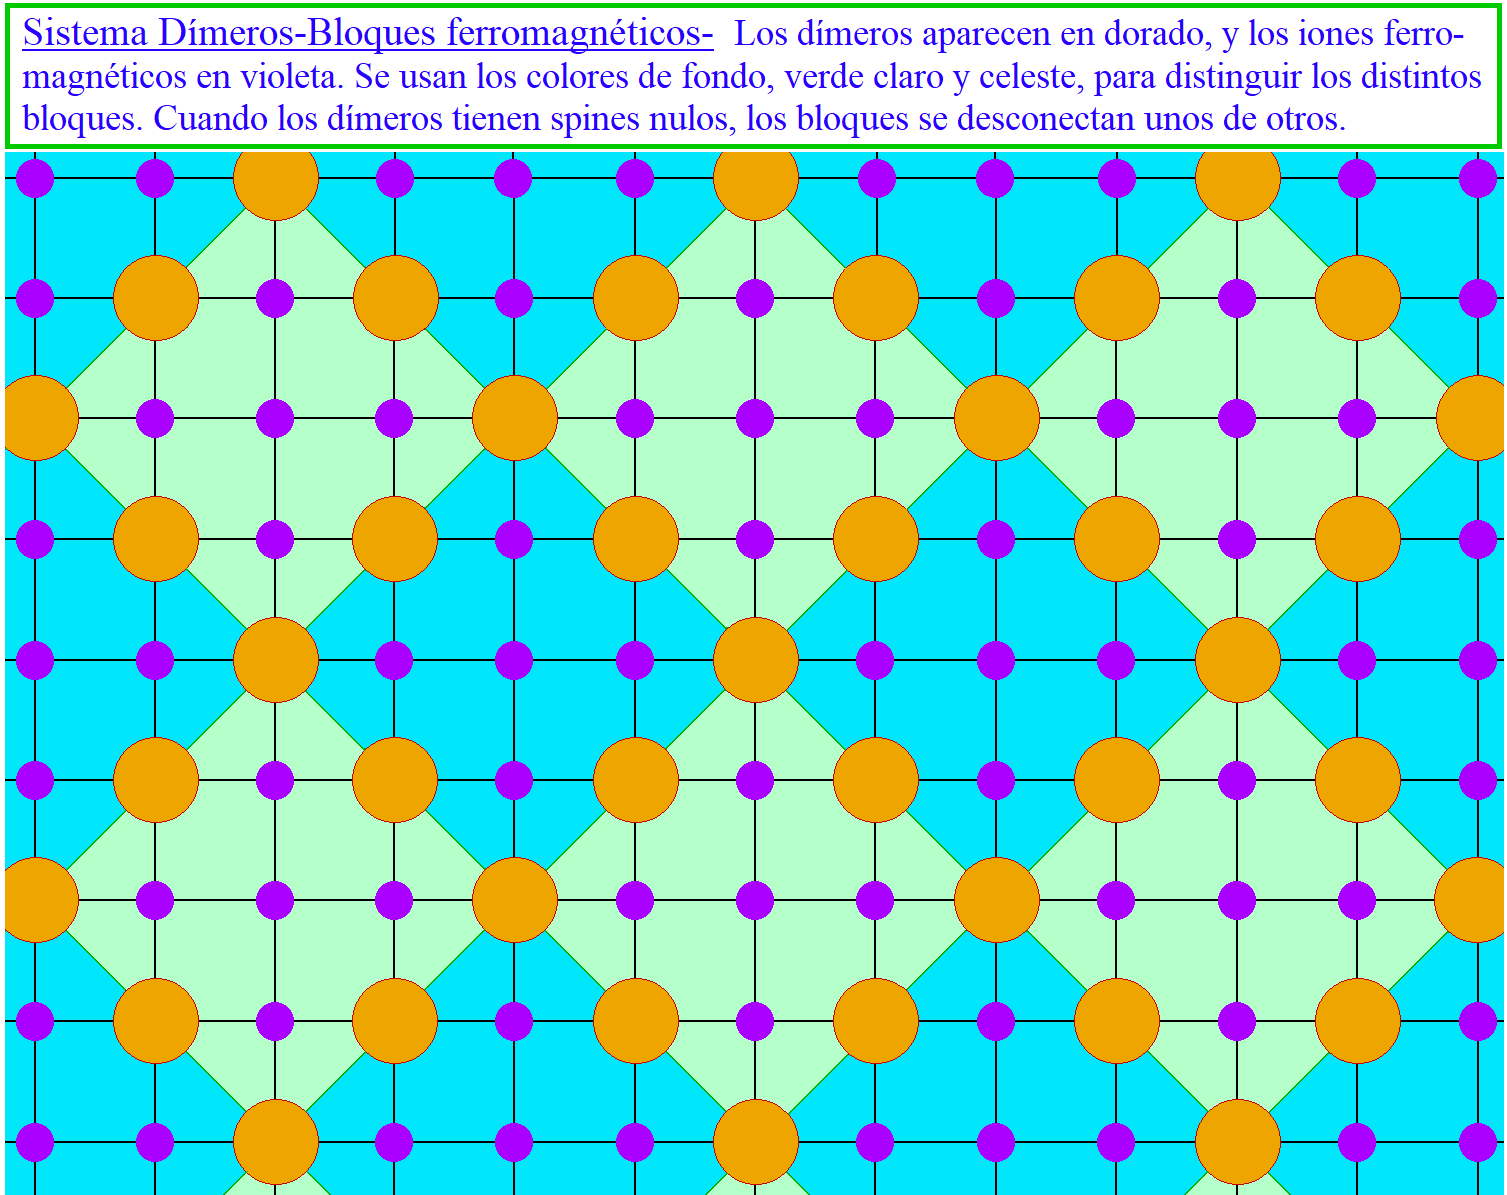 Sistema Dímeros-Bloques ferromagnéticos- Los dímeros aparecen en dorado, y los iones ferro-
magnéticos en violeta. Se usan los colores de fondo, verde claro y celeste, para distinguir los distintos
bloques. Cuando los dímeros tienen spines nulos, los bloques se desconectan unos de otros.